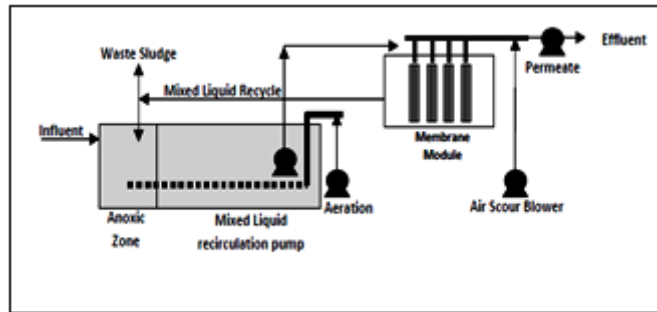 Effluent
Permeate
Waste Sludge
Mixed Liquid Recycle
Influent
Membrane
Module
Aeration
Air Scour Blower
Anoxic
Zone
Mixed Liquid
recirculation pump